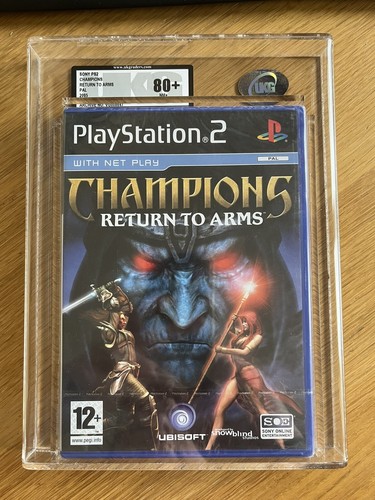 www.ukgraders.com
SONY PS2
CHAMPIONS
RETURN TO ARMS
PAL
2005
80+
UKG
PlayStation®2
WITH NET PLAY
PAL
CHAMPIONS
RETURN TO ARMS
12+
www.pegi.info
UBISOFT
snowblind
SOE
SONY ONLINE
ENTERTAINMENT